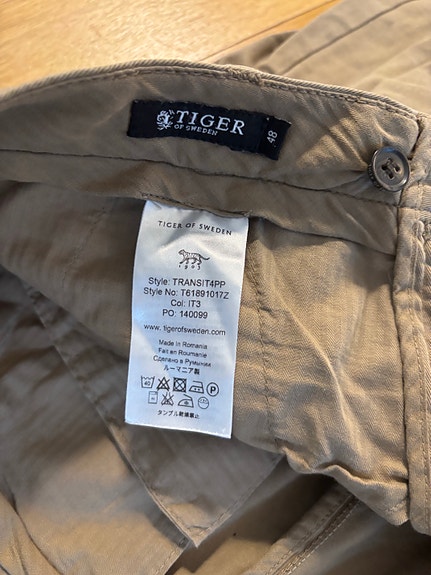 TIGER
OF SWEDEN
48
TIGER OF SWEDEN
1903
Style: TRANSIT4PP
Style No: T61891017Z
Col: IT3
PO: 140099
www.tigerofsweden.com
Made in Romania
Fait en Roumanie
Сделано в Румынии
ルーマニア製
40
P
タンブル乾燥禁止